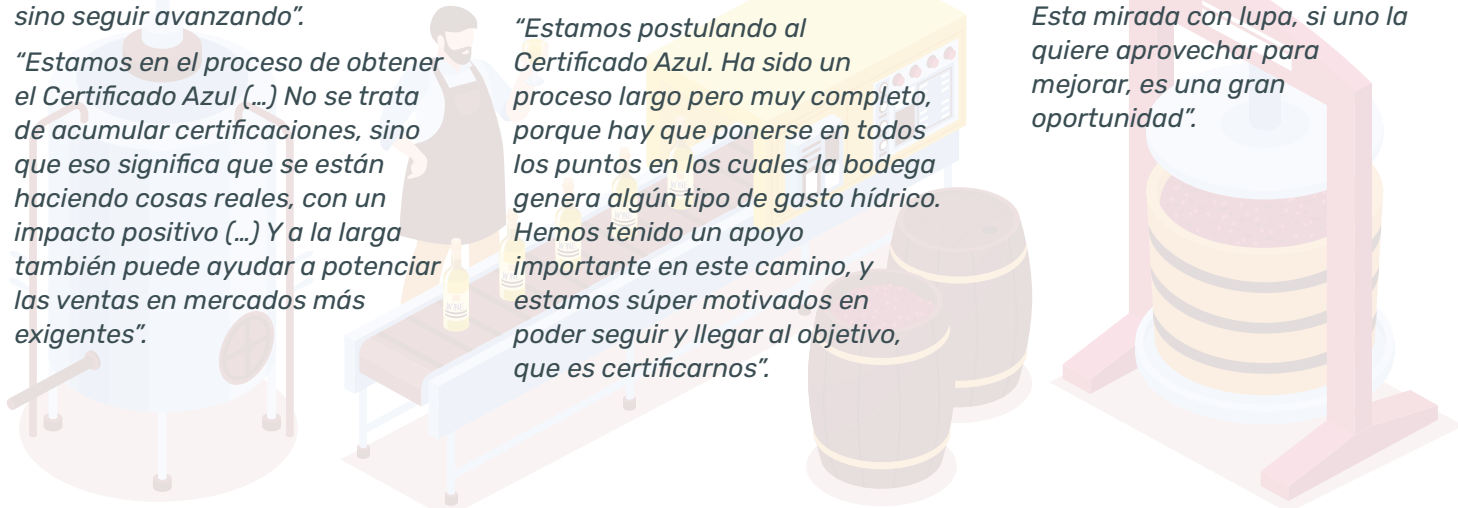 sino seguir avanzando”.
“Estamos en el proceso de obtener
el Certificado Azul (…) No se trata
de acumular certificaciones, sino
que eso significa que se están
haciendo cosas reales, con un
impacto positivo (…) Y a la larga
también puede ayudar a potenciar
las ventas en mercados más
exigentes”.
“Estamos postulando al
Certificado Azul. Ha sido un
proceso largo pero muy completo,
porque hay que ponerse en todos
los puntos en los cuales la bodega
genera algún tipo de gasto hídrico.
Hemos tenido un apoyo
importante en este camino, y
estamos súper motivados en
poder seguir y llegar al objetivo,
que es certificarnos”.
Esta mirada con lupa, si uno la
quiere aprovechar para
mejorar, es una gran
oportunidad”.